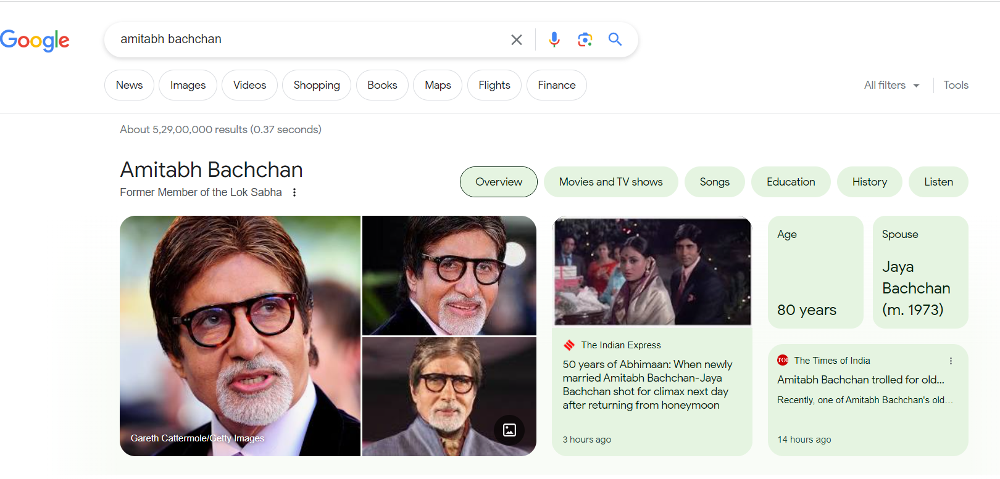 Google
amitabh bachchan
News
Images
Videos
Shopping
Books
Maps
Flights
Finance
All filters
Tools
About 5,29,00,000 results (0.37 seconds)
Amitabh Bachchan
Former Member of the Lok Sabha
Overview
Movies and TV shows
Songs
Education
History
Listen
Gareth Cattermole/Getty Images
The Indian Express
50 years of Abhimaan: When newly
married Amitabh Bachchan-Jaya
Bachchan shot for climax next day
after returning from honeymoon
3 hours ago
Age
80 years
Spouse
Jaya
Bachchan
(m. 1973)
TOI
The Times of India
Amitabh Bachchan trolled for old...
Recently, one of Amitabh Bachchan's old...
14 hours ago